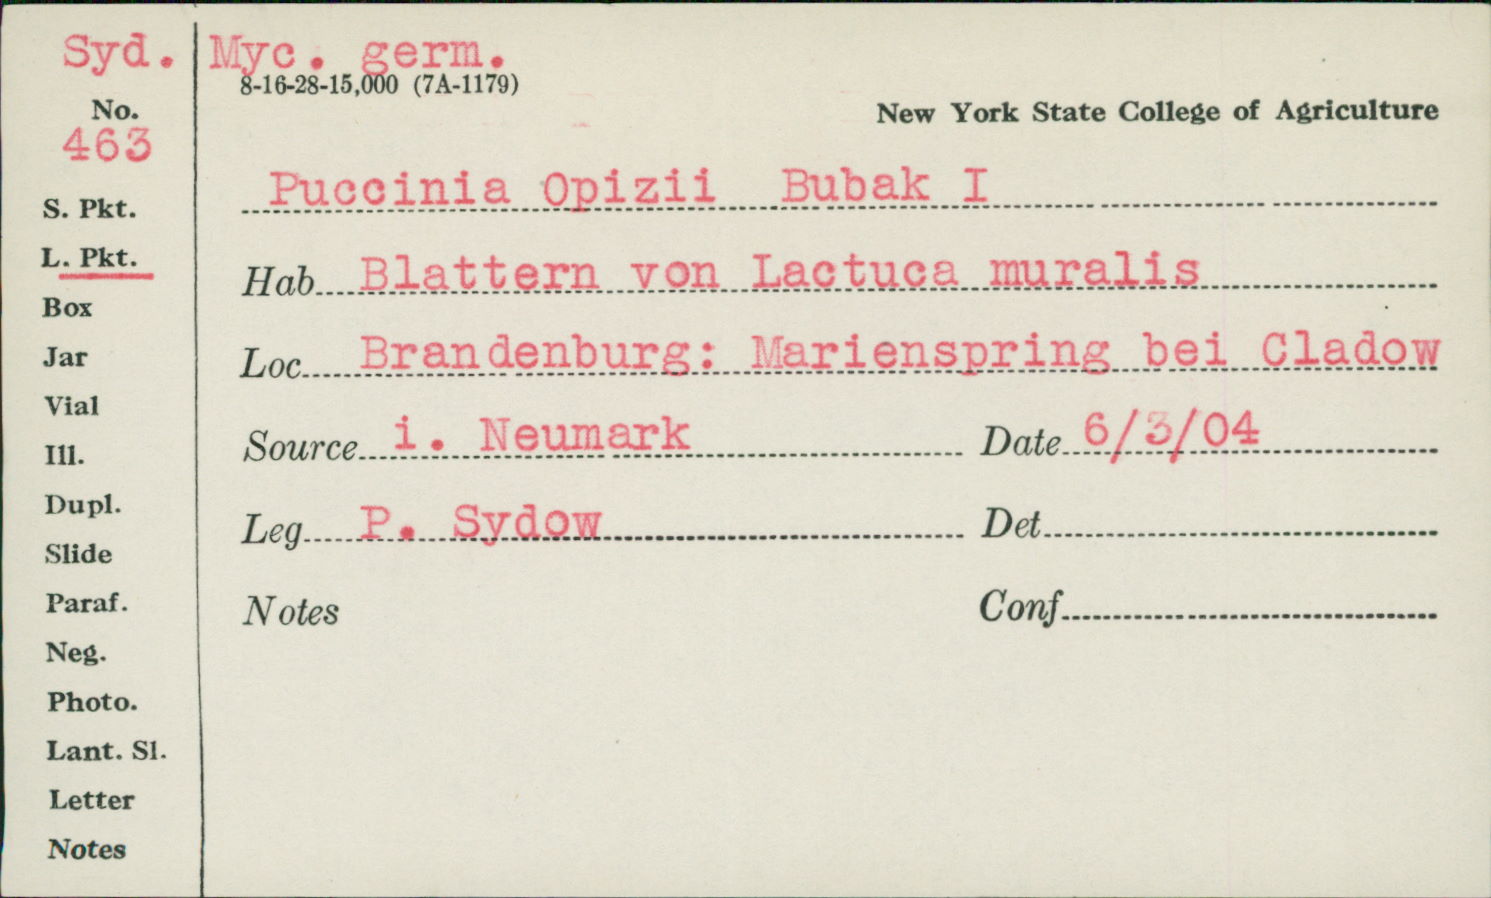 Syd. Myc. germ.
8-16-28-15,000 (7A-1179)
No.
463
New York State College of Agriculture
Puccinia Opizii Bubak I
S. Pkt.
L. Pkt.
Hab Blattern von Lactuca muralis
Box
Jar
Loc Brandenburg: Marienspring bei Cladow
Vial
Source i. Neumark Date 6/3/04
Ill.
Dupl.
Leg P. Sydow Det
Slide
Paraf.
Notes Conf
Neg.
Photo.
Lant. Sl.
Letter
Notes